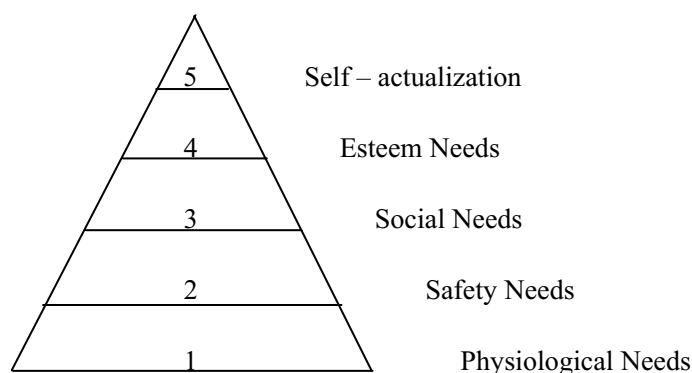 5 Self – actualization
4 Esteem Needs
3 Social Needs
2 Safety Needs
1 Physiological Needs